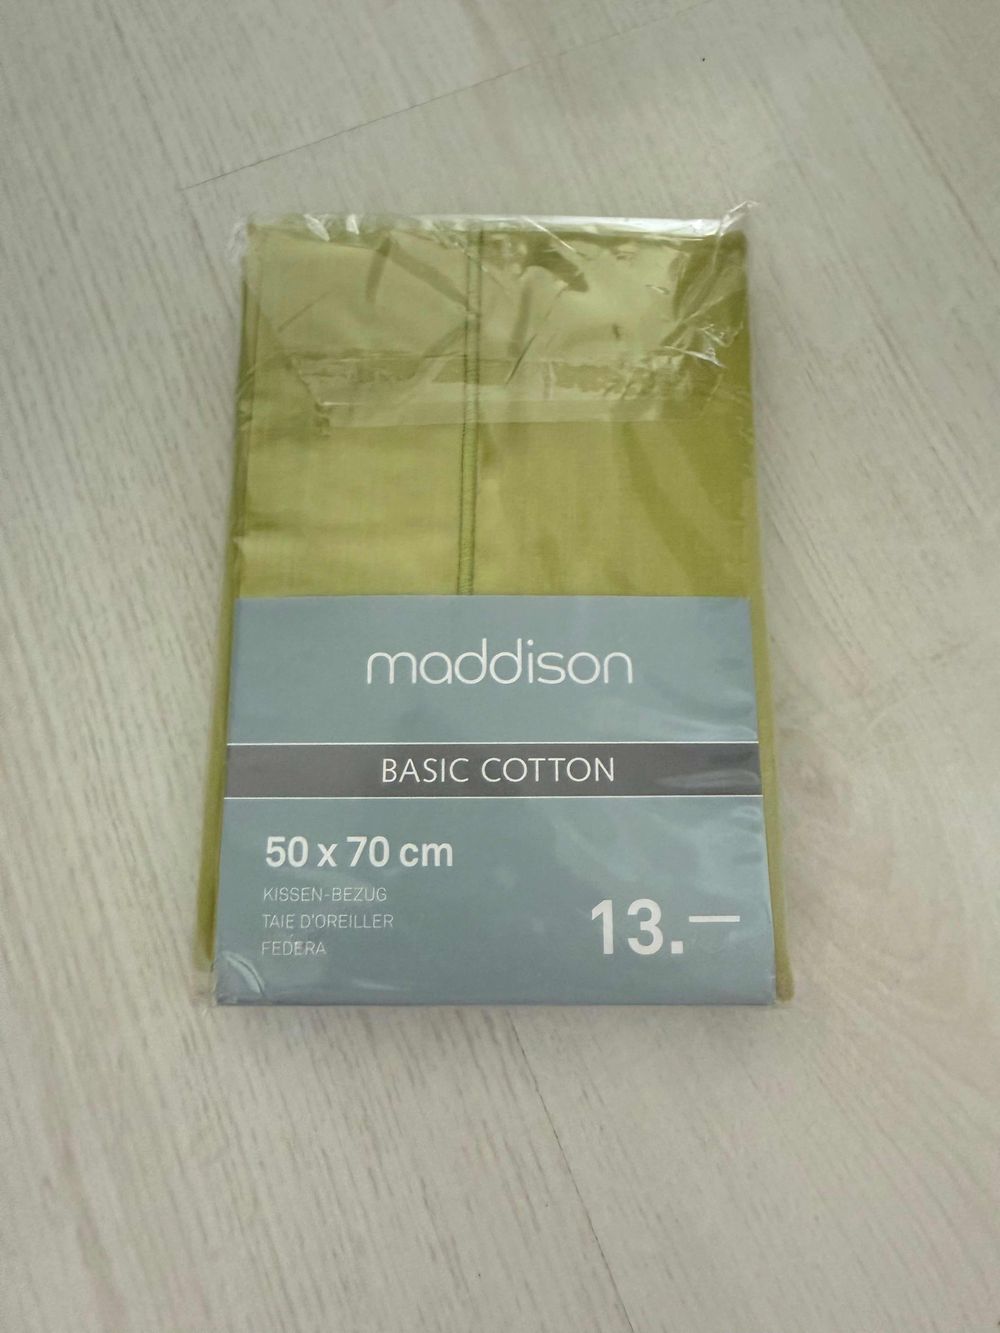 maddison
BASIC COTTON
50 x 70 cm
KISSEN-BEZUG
TAIE D'OREILLER
FEDERA
13.—